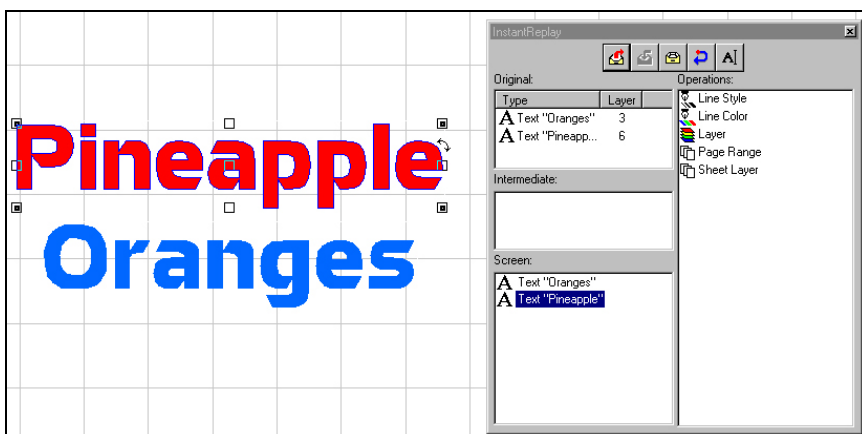 Pineapple
Oranges
InstantReplay
A
Original:
Type Layer
A Text "Oranges" 3
A Text "Pineapp... 6
Intermediate:
Screen:
A Text "Oranges"
A Text "Pineapple"
Operations:
Line Style
Line Color
Layer
Page Range
Sheet Layer